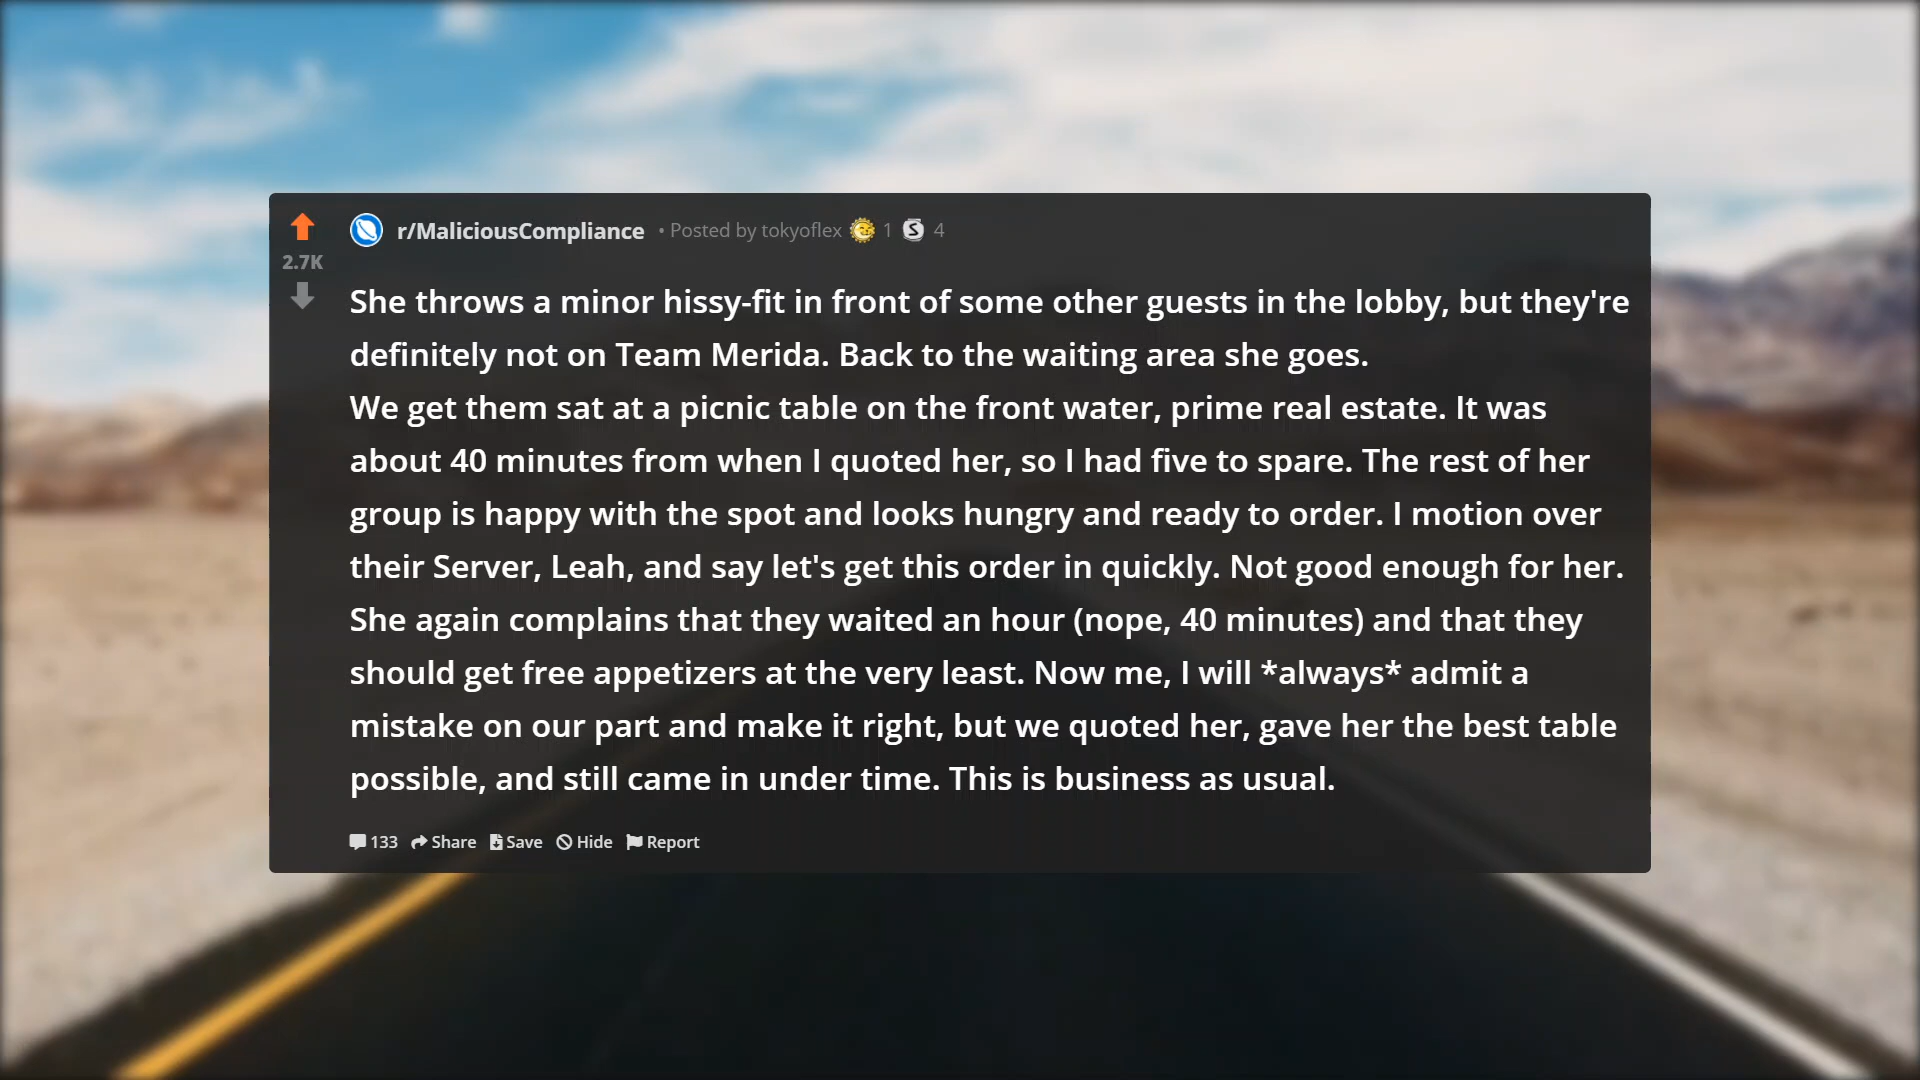 r/MaliciousCompliance • Posted by tokyoflex 1 S 4
2.7K
She throws a minor hissy-fit in front of some other guests in the lobby, but they're
definitely not on Team Merida. Back to the waiting area she goes.
We get them sat at a picnic table on the front water, prime real estate. It was
about 40 minutes from when I quoted her, so I had five to spare. The rest of her
group is happy with the spot and looks hungry and ready to order. I motion over
their Server, Leah, and say let's get this order in quickly. Not good enough for her.
She again complains that they waited an hour (nope, 40 minutes) and that they
should get free appetizers at the very least. Now me, I will *always* admit a
mistake on our part and make it right, but we quoted her, gave her the best table
possible, and still came in under time. This is business as usual.
133 Share Save Hide Report